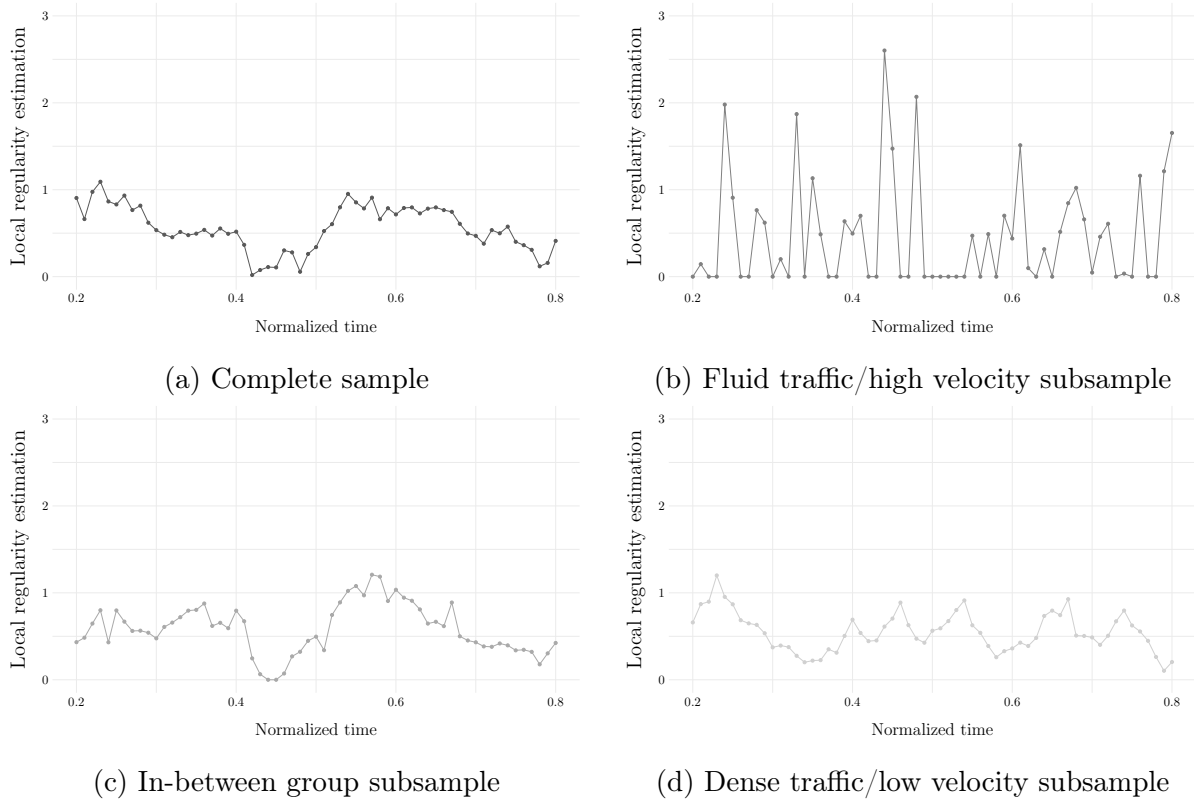 3
2
1
0
Local regularity estimation
0.2 0.4 0.6 0.8
Normalized time
(a) Complete sample
3
2
1
0
Local regularity estimation
0.2 0.4 0.6 0.8
Normalized time
(b) Fluid traffic/high velocity subsample
3
2
1
0
Local regularity estimation
0.2 0.4 0.6 0.8
Normalized time
(c) In-between group subsample
3
2
1
0
Local regularity estimation
0.2 0.4 0.6 0.8
Normalized time
(d) Dense traffic/low velocity subsample